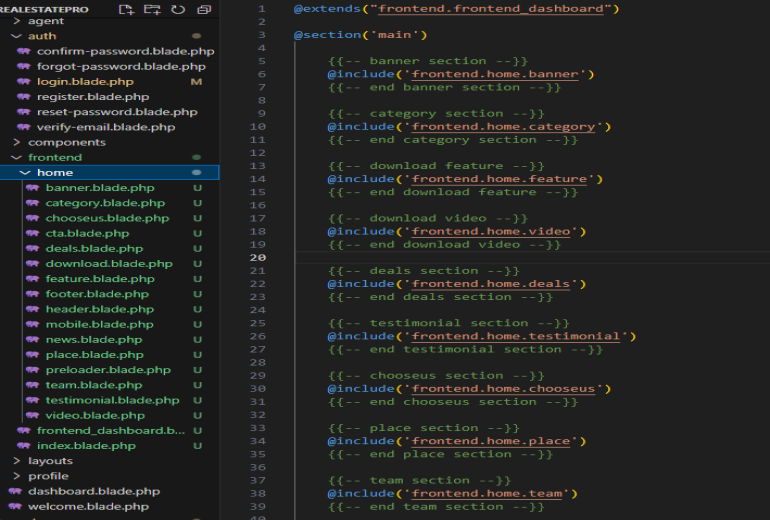 REALESTATEPRO
agent
auth
confirm-password.blade.php
forgot-password.blade.php
login.blade.php M
register.blade.php
reset-password.blade.php
verify-email.blade.php
components
frontend
home
banner.blade.php U
category.blade.php U
chooseus.blade.php U
cta.blade.php U
deals.blade.php U
download.blade.php U
feature.blade.php U
footer.blade.php U
header.blade.php U
mobile.blade.php U
news.blade.php U
place.blade.php U
preloader.blade.php U
team.blade.php U
testimonial.blade.php U
video.blade.php U
frontend_dashboard.b... U
index.blade.php U
layouts
profile
dashboard.blade.php
welcome.blade.php
1 @extends("frontend.frontend_dashboard")
2
3 @section('main')
4
5 {{-- banner section --}}
6 @include('frontend.home.banner')
7 {{-- end banner section --}}
8
9 {{-- category section --}}
10 @include('frontend.home.category')
11 {{-- end category section --}}
12
13 {{-- download feature --}}
14 @include('frontend.home.feature')
15 {{-- end download feature --}}
16
17 {{-- download video --}}
18 @include('frontend.home.video')
19 {{-- end download video --}}
20
21 {{-- deals section --}}
22 @include('frontend.home.deals')
23 {{-- end deals section --}}
24
25 {{-- testimonial section --}}
26 @include('frontend.home.testimonial')
27 {{-- end testimonial section --}}
28
29 {{-- chooseus section --}}
30 @include('frontend.home.chooseus')
31 {{-- end chooseus section --}}
32
33 {{-- place section --}}
34 @include('frontend.home.place')
35 {{-- end place section --}}
36
37 {{-- team section --}}
38 @include('frontend.home.team')
39 {{-- end team section --}}
40